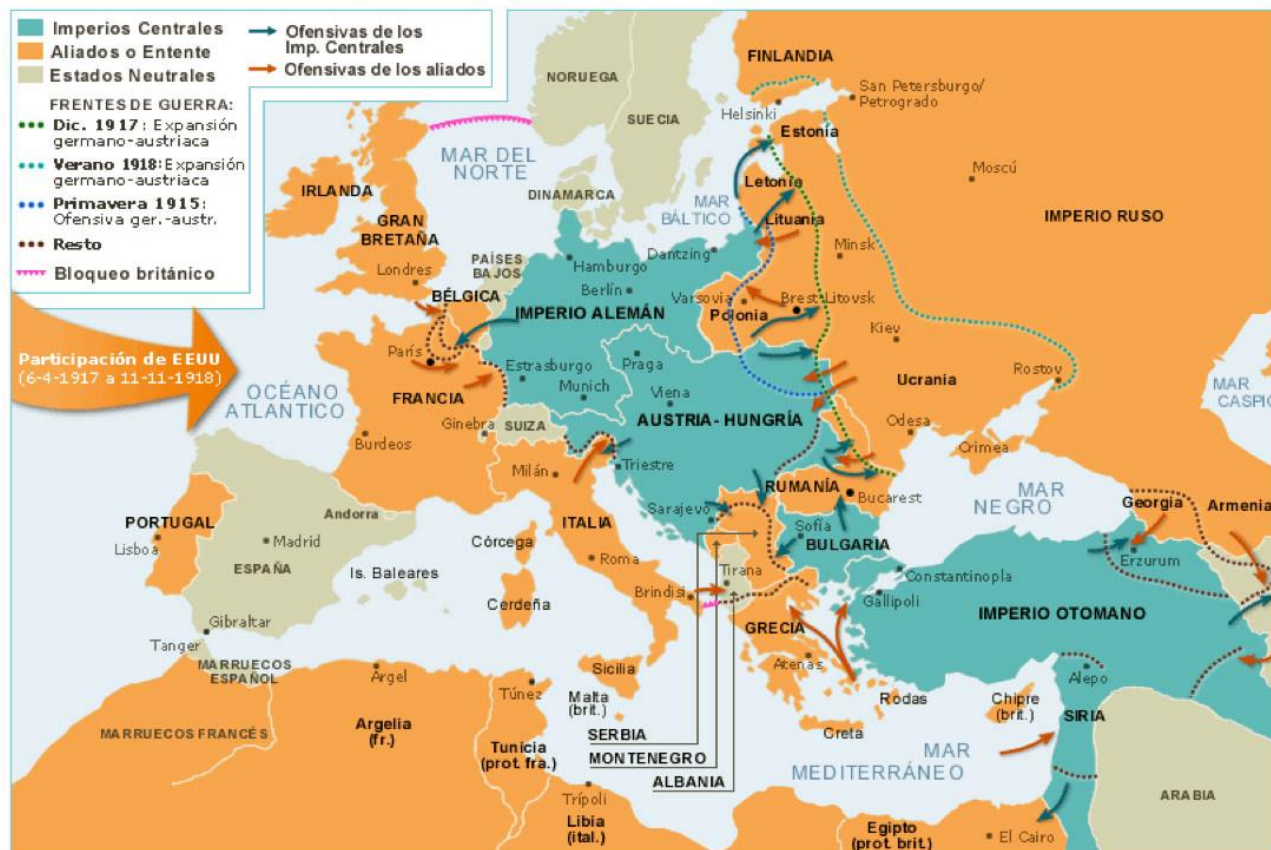 Imperios Centrales
Aliados o Entente
Estados Neutrales
FRENTES DE GUERRA:
Dic. 1917: Expansión
germano-austriaca
Verano 1918: Expansión
germano-austriaca
Primavera 1915:
Ofensiva ger.-austr.
Resto
Bloqueo británico
Ofensivas de los
Imp. Centrales
Ofensivas de los aliados
NORUEGA
SUECIA
FINLANDIA
San Petersburgo/
Petrogrado
Helsinki
Estonia
MAR DEL
NORTE
DINAMARCA
MAR
BÁLTICO
Letonia
Lituania
Moscú
IMPERIO RUSO
IRLANDA
GRAN
BRETAÑA
Londres
PAÍSES
BAJOS
BÉLGICA
Hamburgo
Berlín
Dantzing
IMPERIO ALEMÁN
Varsovia
Polonia
Brest-Litovsk
Minsk
Kiev
Ucrania
Rostov
MAR
CASPIO
Participación de EEUU
(6-4-1917 a 11-11-1918)
OCÉANO
ATLÁNTICO
París
FRANCIA
Estrasburgo
Munich
Praga
Viena
AUSTRIA-HUNGRÍA
Burdeos
Ginebra
SUIZA
Milán
Triestre
Odesa
Crimea
RUMANÍA
Bucarest
MAR
NEGRO
Georgia
Armenia
PORTUGAL
Lisboa
Andorra
Madrid
ESPAÑA
Is. Baleares
Córcega
Cerdeña
ITALIA
Roma
Brindisi
Sarajevo
Sofía
BULGARIA
Tirana
Constantinopla
Gallipoli
Erzurum
IMPERIO OTOMANO
GRECIA
Atenas
Gibraltar
Tanger
MARRUECOS
ESPAÑOL
MARRUECOS FRANCÉS
Argel
Argelia
(fr.)
Túnez
Tunicia
(prot. fra.)
Sicilia
Malta
(brit.)
SERBIA
MONTENEGRO
ALBANIA
Creta
Rodas
Chipre
(brit.)
Alepo
SIRIA
MAR
MEDITERRÁNEO
Trípoli
Libia
(ital.)
Egipto
(prot. brit.)
El Cairo
ARABIA